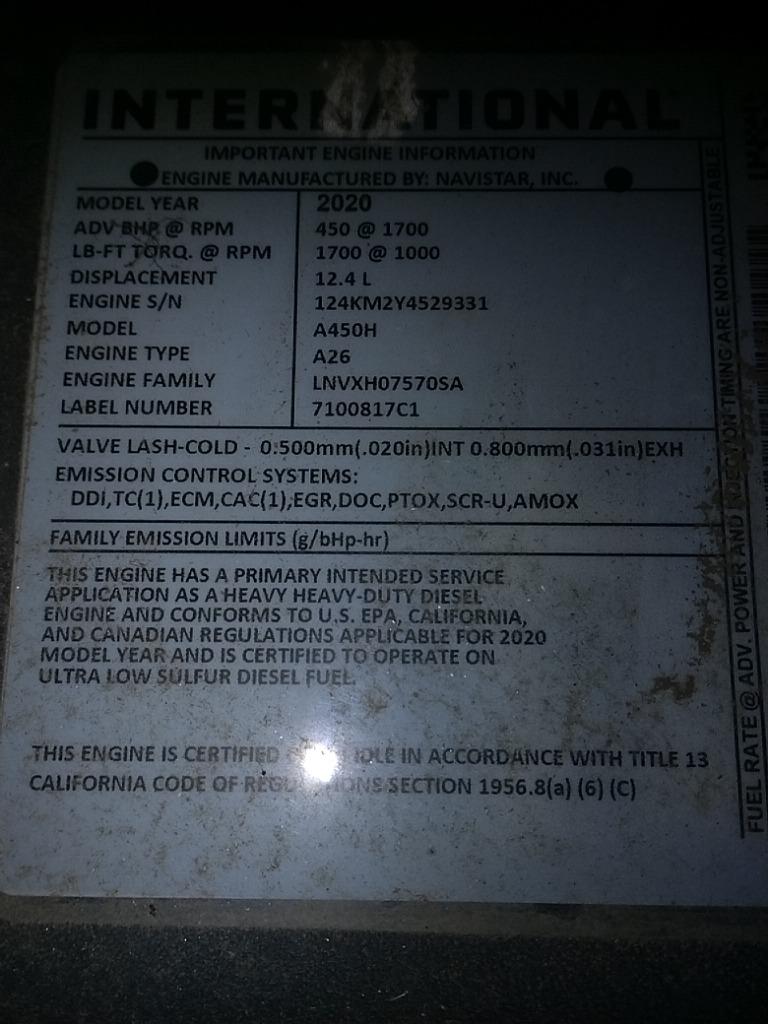 INTERNATIONAL
IMPORTANT ENGINE INFORMATION
ENGINE MANUFACTURED BY: NAVISTAR, INC.
MODEL YEAR 2020
ADV BHP @ RPM 450 @ 1700
LB-FT TORQ. @ RPM 1700 @ 1000
DISPLACEMENT 12.4 L
ENGINE S/N 124KM2Y4529331
MODEL A450H
ENGINE TYPE A26
ENGINE FAMILY LNVXH07570SA
LABEL NUMBER 7100817C1
VALVE LASH-COLD - 0.500mm(.020in)INT 0.800mm(.031in)EXH
EMISSION CONTROL SYSTEMS:
DDI,TC(1),ECM,CAC(1),EGR,DOC,PTOX,SCR-U,AMOX
FAMILY EMISSION LIMITS (g/bHp-hr)
THIS ENGINE HAS A PRIMARY INTENDED SERVICE
APPLICATION AS A HEAVY HEAVY-DUTY DIESEL
ENGINE AND CONFORMS TO U.S. EPA, CALIFORNIA,
AND CANADIAN REGULATIONS APPLICABLE FOR 2020
MODEL YEAR AND IS CERTIFIED TO OPERATE ON
ULTRA LOW SULFUR DIESEL FUEL.
THIS ENGINE IS CERTIFIED IDLE IN ACCORDANCE WITH TITLE 13
CALIFORNIA CODE OF REGULATIONS SECTION 1956.8(a) (6) (C)
FUEL RATE @ ADV. POWER AND INJECTION TIMING ARE NON-ADJUSTABLE